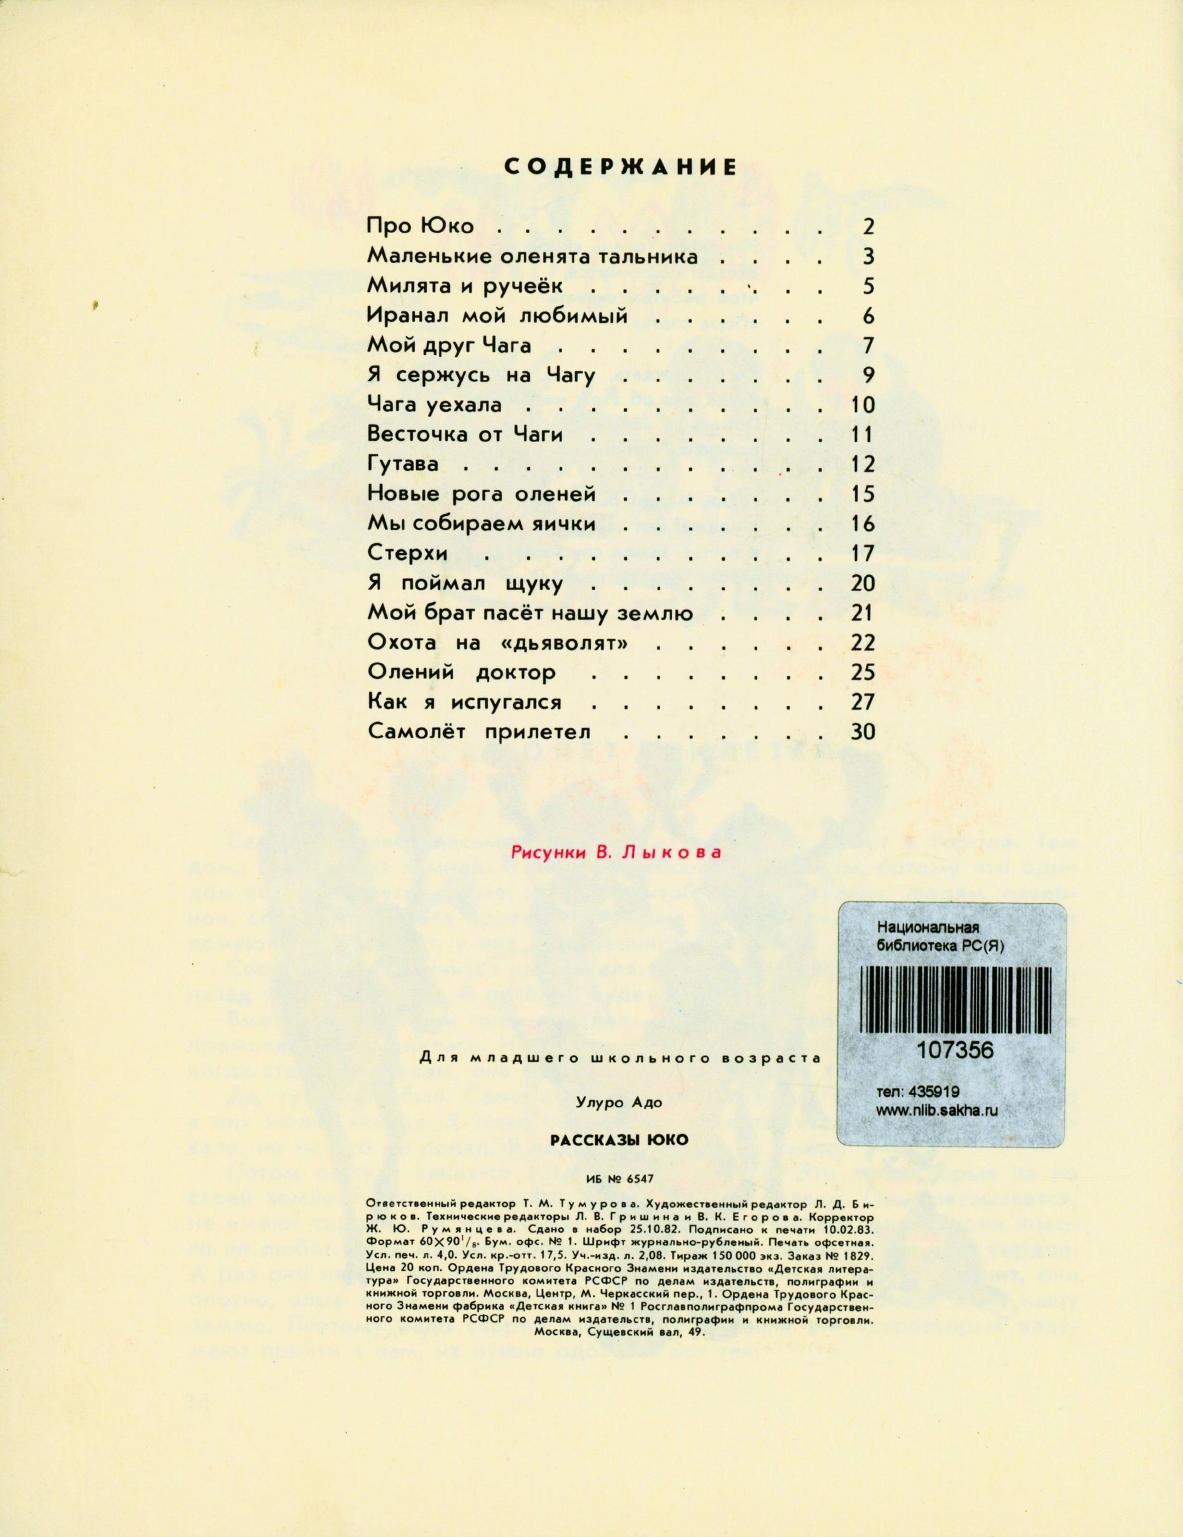 СОДЕРЖАНИЕ
Про Юко . . . . . . . . . . . 2
Маленькие оленята тальника . . . . 3
Милята и ручеёк . . . . . . . . 5
Иранал мой любимый . . . . . . 6
Мой друг Чага . . . . . . . . . 7
Я сержусь на Чагу . . . . . . . 9
Чага уехала . . . . . . . . . . 10
Весточка от Чаги . . . . . . . . 11
Гутава . . . . . . . . . . . . 12
Новые рога оленей . . . . . . . 15
Мы собираем яички . . . . . . . 16
Стерхи . . . . . . . . . . . 17
Я поймал щуку . . . . . . . . 20
Мой брат пасёт нашу землю . . . . 21
Охота на «дьяволят» . . . . . . 22
Олений доктор . . . . . . . . 25
Как я испугался . . . . . . . . 27
Самолёт прилетел . . . . . . . 30
Рисунки В. Лыкова
Национальная
библиотека РС(Я)
107356
тел: 435919
www.nlib.sakha.ru
Для младшего школьного возраста
Улуро Адо
РАССКАЗЫ ЮКО
ИБ № 6547
Ответственный редактор Т. М. Тумурова. Художественный редактор Л. Д. Би-
рюков. Технические редакторы Л. В. Гришина и В. К. Егорова. Корректор
Ж. Ю. Румянцева. Сдано в набор 25.10.82. Подписано к печати 10.02.83.
Формат 60×90¹/₈. Бум. офс. № 1. Шрифт журнально-рубленый. Печать офсетная.
Усл. печ. л. 4,0. Усл. кр.-отт. 17,5. Уч.-изд. л. 2,08. Тираж 150 000 экз. Заказ № 1829.
Цена 20 коп. Ордена Трудового Красного Знамени издательство «Детская литера-
тура» Государственного комитета РСФСР по делам издательств, полиграфии и
книжной торговли. Москва, Центр, М. Черкасский пер., 1. Ордена Трудового Крас-
ного Знамени фабрика «Детская книга» № 1 Росглавполиграфпрома Государствен-
ного комитета РСФСР по делам издательств, полиграфии и книжной торговли.
Москва, Сущевский вал, 49.